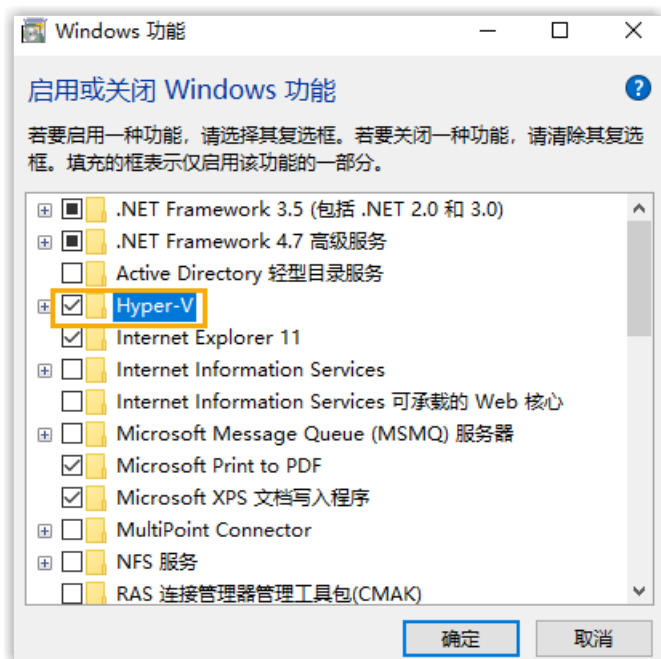 Windows 功能
启用或关闭 Windows 功能
若要启用一种功能，请选择其复选框。若要关闭一种功能，请清除其复选
框。填充的框表示仅启用该功能的一部分。
.NET Framework 3.5 (包括 .NET 2.0 和 3.0)
.NET Framework 4.7 高级服务
Active Directory 轻型目录服务
Hyper-V
Internet Explorer 11
Internet Information Services
Internet Information Services 可承载的 Web 核心
Microsoft Message Queue (MSMQ) 服务器
Microsoft Print to PDF
Microsoft XPS 文档写入程序
MultiPoint Connector
NFS 服务
RAS 连接管理器管理工具包(CMAK)
确定
取消